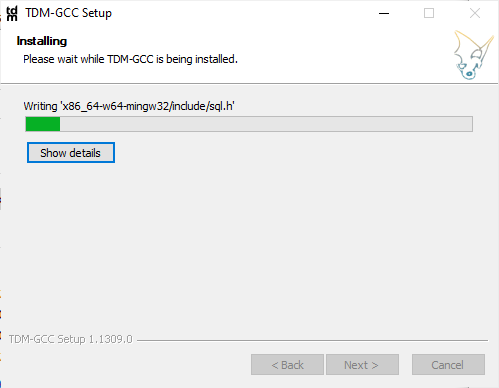 tdm TDM-GCC Setup
Installing
Please wait while TDM-GCC is being installed.
Writing 'x86_64-w64-mingw32/include/sql.h'
Show details
TDM-GCC Setup 1.1309.0
< Back Next > Cancel